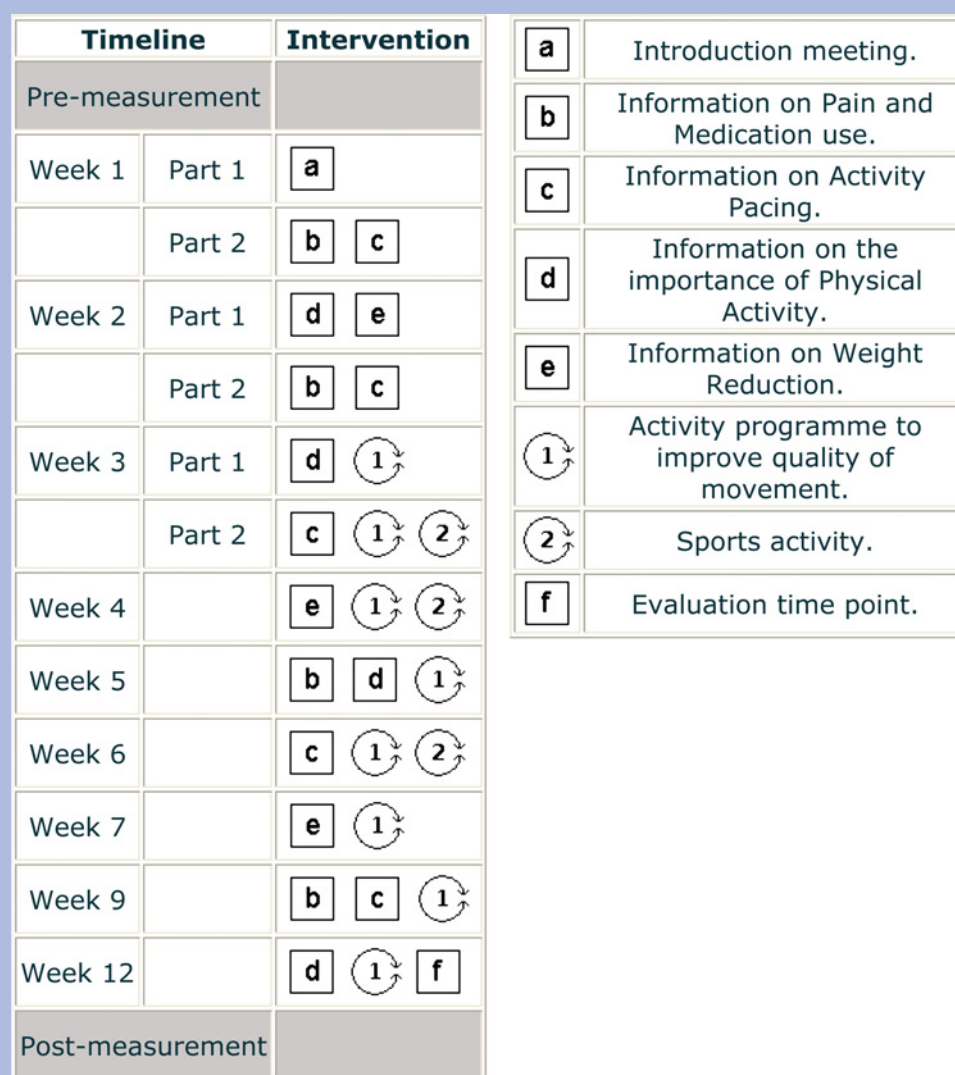 Timeline Intervention
Pre-measurement
Week 1 Part 1 a
Part 2 b c
Week 2 Part 1 d e
Part 2 b c
Week 3 Part 1 d 1
Part 2 c 1 2
Week 4 e 1 2
Week 5 b d 1
Week 6 c 1 2
Week 7 e 1
Week 9 b c 1
Week 12 d 1 f
Post-measurement
a Introduction meeting.
b Information on Pain and
Medication use.
c Information on Activity
Pacing.
d Information on the
importance of Physical
Activity.
e Information on Weight
Reduction.
1 Activity programme to
improve quality of
movement.
2 Sports activity.
f Evaluation time point.